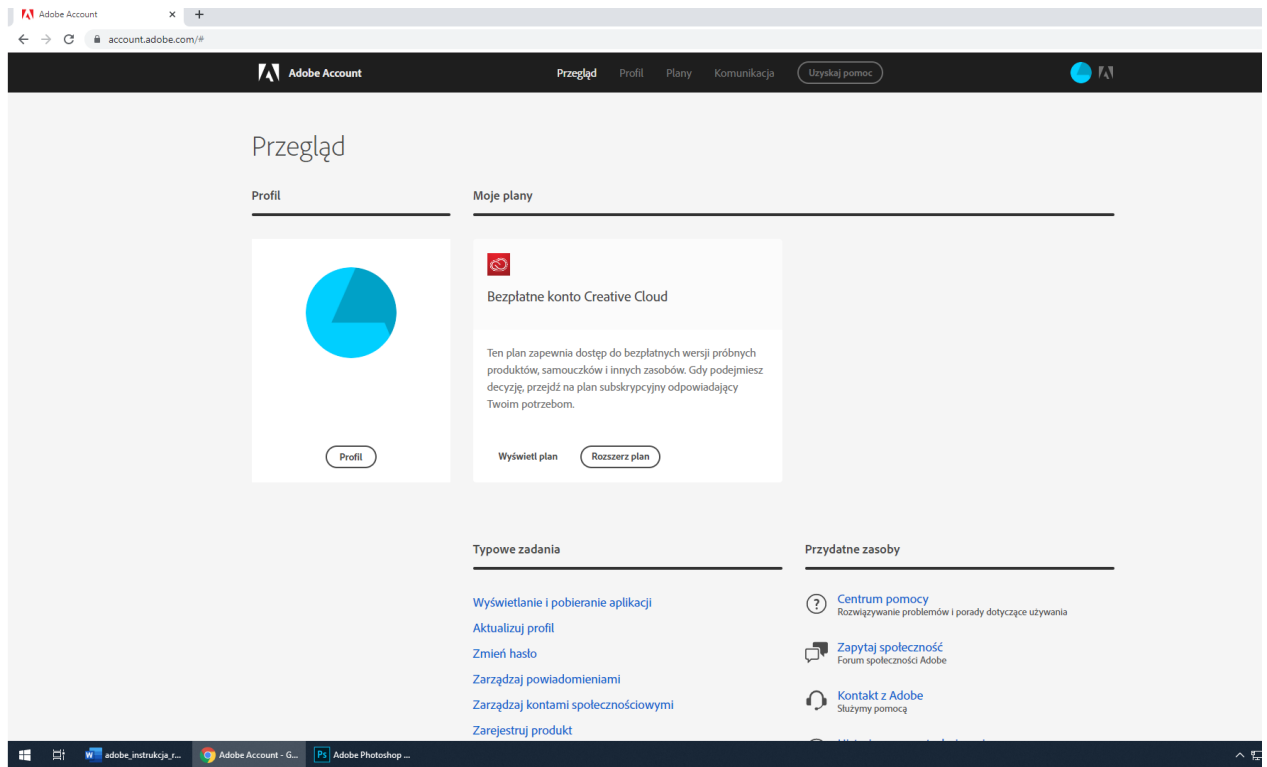 Adobe Account
account.adobe.com/#
Adobe Account Przegląd Profil Plany Komunikacja Uzyskaj pomoc
Przegląd
Profil
Moje plany
Bezpłatne konto Creative Cloud
Ten plan zapewnia dostęp do bezpłatnych wersji próbnych
produktów, samouczków i innych zasobów. Gdy podejmiesz
decyzję, przejdź na plan subskrypcyjny odpowiadający
Twoim potrzebom.
Profil
Wyświetl plan Rozszerz plan
Typowe zadania
Wyświetlanie i pobieranie aplikacji
Aktualizuj profil
Zmień hasło
Zarządzaj powiadomieniami
Zarządzaj kontami społecznościowymi
Zarejestruj produkt
Przydatne zasoby
Centrum pomocy
Rozwiązywanie problemów i porady dotyczące używania
Zapytaj społeczność
Forum społeczności Adobe
Kontakt z Adobe
Służymy pomocą
adobe_instrukcja_r... Adobe Account - G... Ps Adobe Photoshop ...